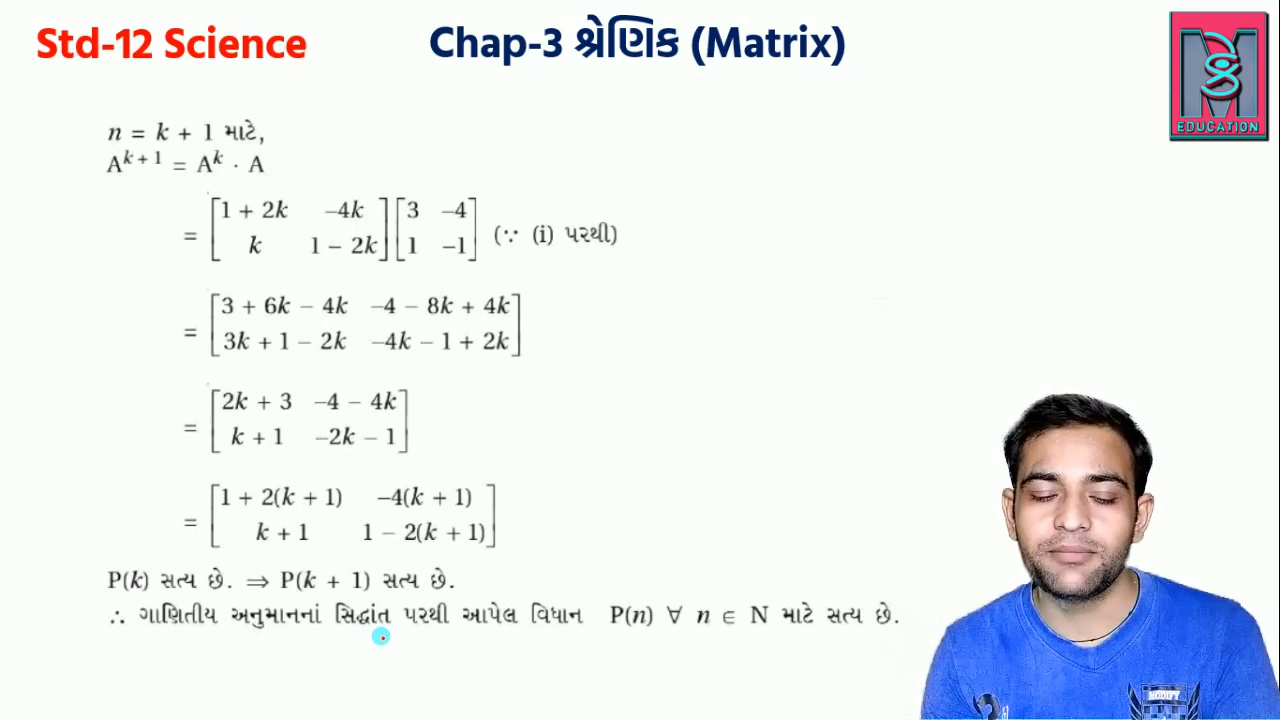 Std-12 Science
Chap-3 શ્રેણિક (Matrix)
EDUCATION
n = k + 1 માટે,
A^{k + 1} = A^k · A
= [1 + 2k –4k; k 1 – 2k] [3 –4; 1 –1] (∵ (i) પરથી)
= [3 + 6k – 4k –4 – 8k + 4k; 3k + 1 – 2k –4k – 1 + 2k]
= [2k + 3 –4 – 4k; k + 1 –2k – 1]
= [1 + 2(k + 1) –4(k + 1); k + 1 1 – 2(k + 1)]
P(k) સત્ય છે. ⇒ P(k + 1) સત્ય છે.
∴ ગાણિતીય અનુમાનનાં સિદ્ધાંત પરથી આપેલ વિધાન P(n) ∀ n ∈ N માટે સત્ય છે.
MODIFY